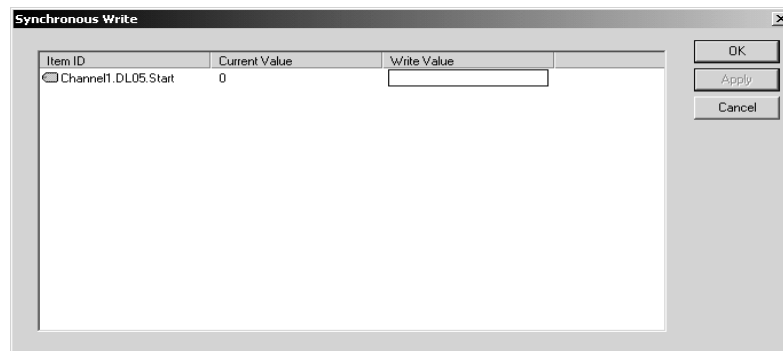 Synchronous Write
Item ID Current Value Write Value
Channel1.DL05.Start 0
OK
Apply
Cancel